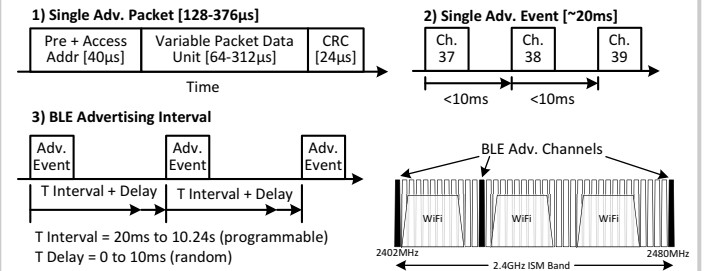 1) Single Adv. Packet [128-376µs]
Pre + Access
Addr [40µs]
Variable Packet Data
Unit [64-312µs]
CRC
[24µs]
Time
2) Single Adv. Event [~20ms]
Ch.
37
Ch.
38
Ch.
39
<10ms
<10ms
3) BLE Advertising Interval
Adv.
Event
Adv.
Event
Adv.
Event
T Interval + Delay
T Interval + Delay
T Interval = 20ms to 10.24s (programmable)
T Delay = 0 to 10ms (random)
BLE Adv. Channels
WiFi
WiFi
WiFi
2402MHz
2480MHz
2.4GHz ISM Band